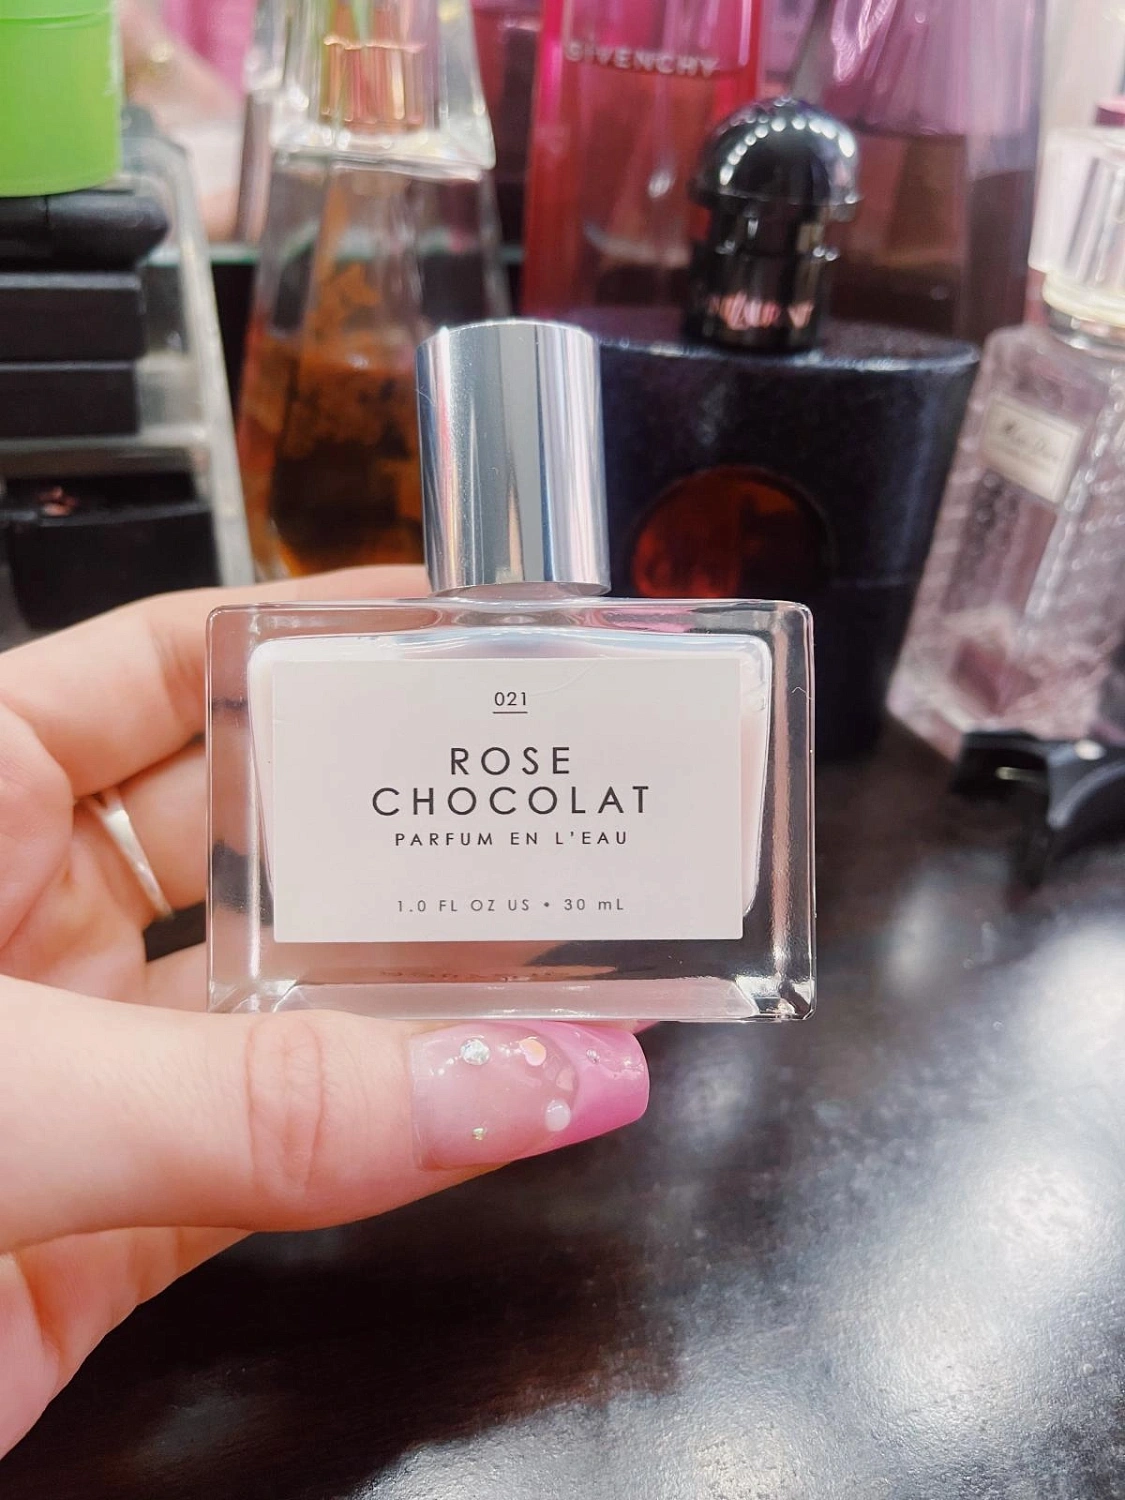 GIVENCHY
021
ROSE
CHOCOLAT
PARFUM EN L'EAU
1.0 FL OZ US • 30 mL